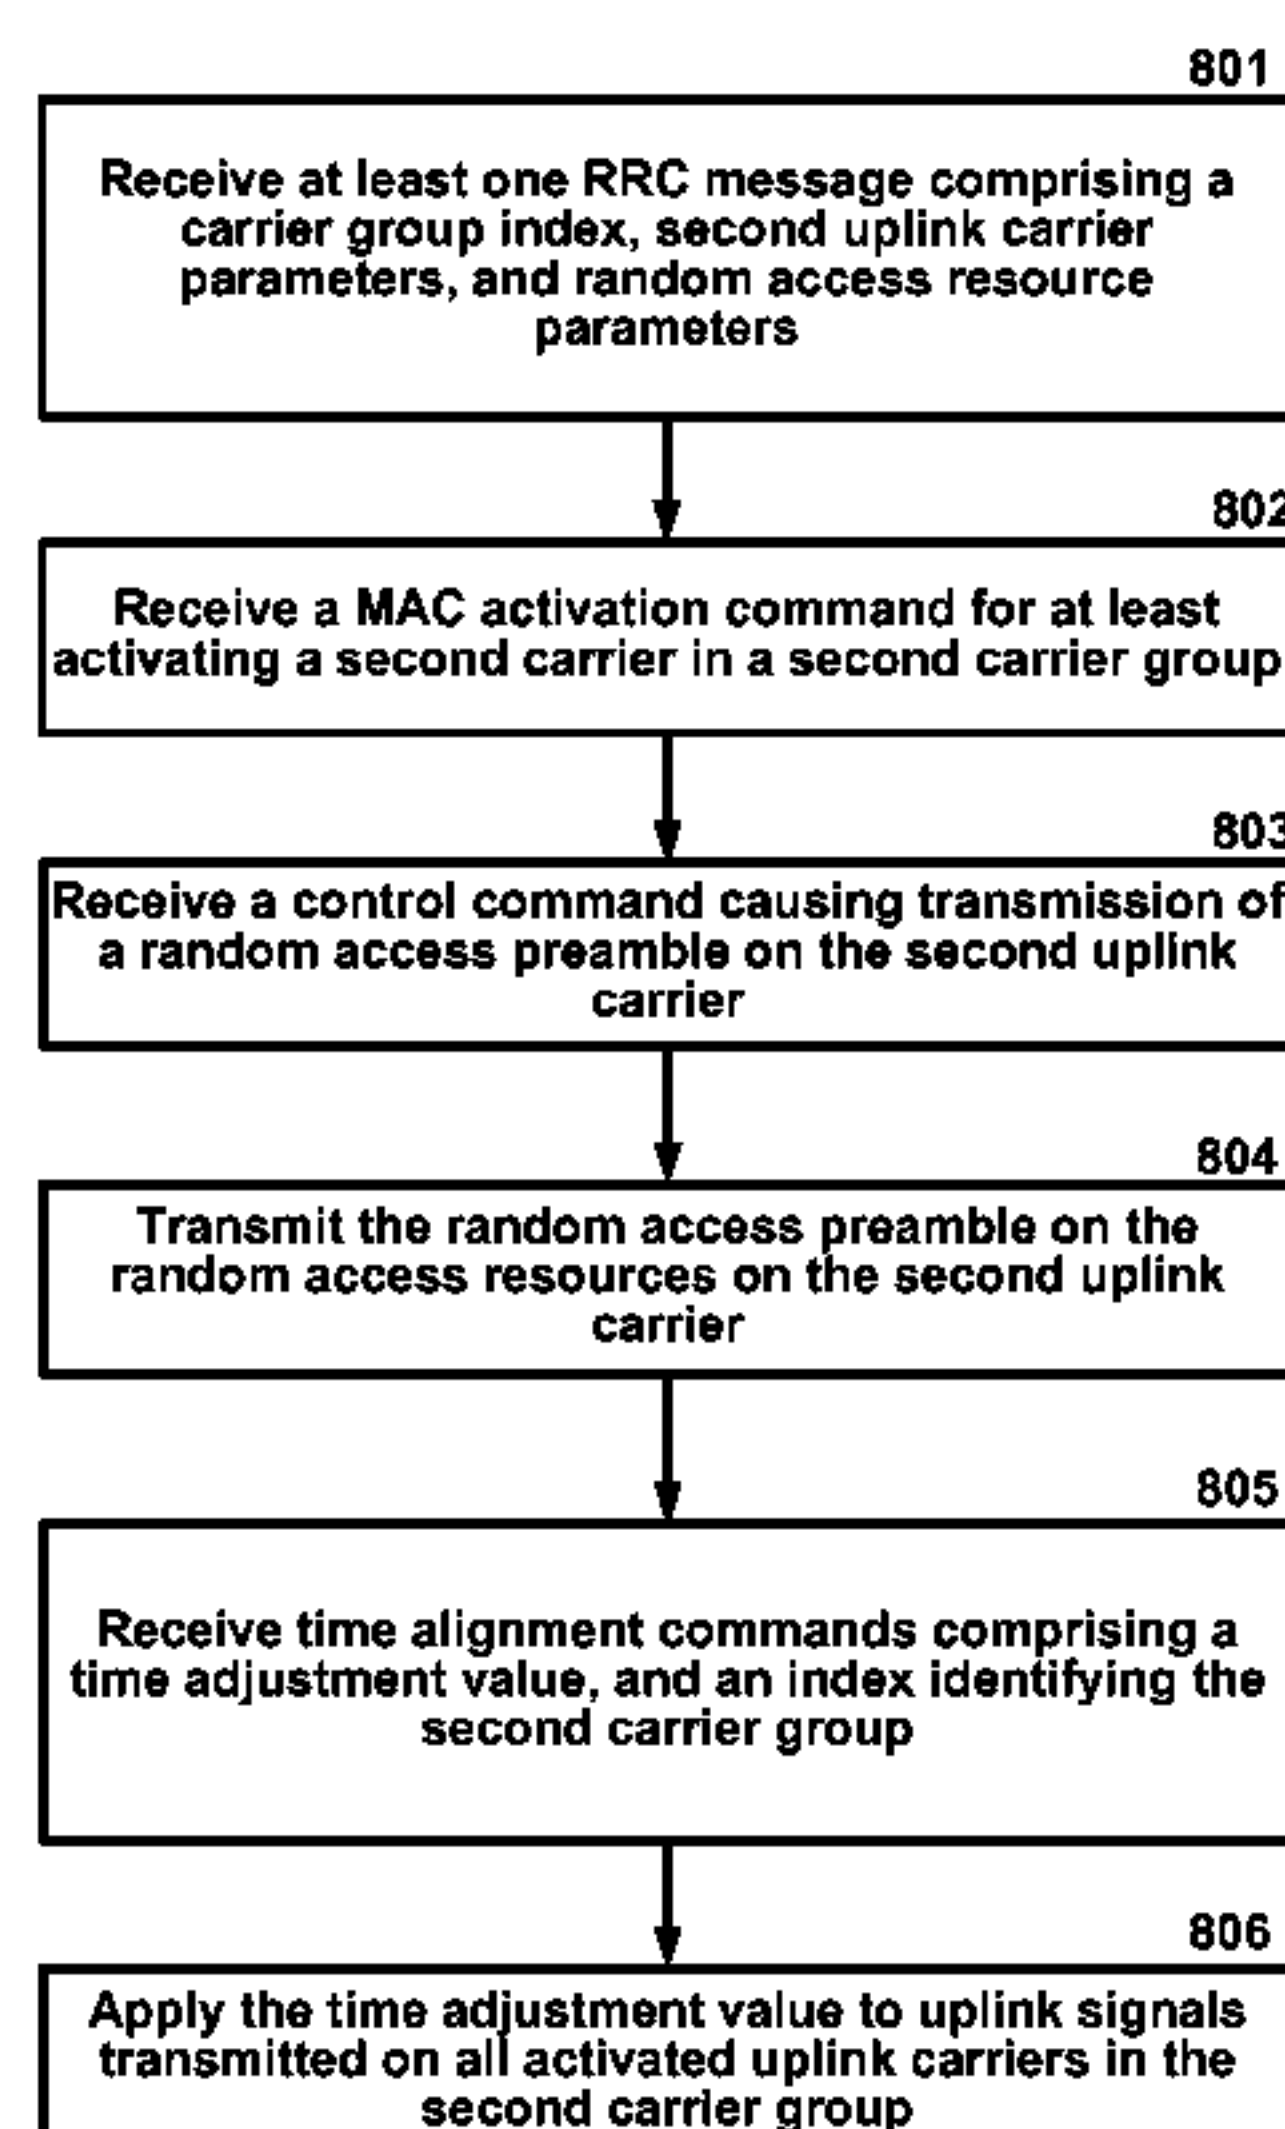 801
Receive at least one RRC message comprising a
carrier group index, second uplink carrier
parameters, and random access resource
parameters
802
Receive a MAC activation command for at least
activating a second carrier in a second carrier group
803
Receive a control command causing transmission of
a random access preamble on the second uplink
carrier
804
Transmit the random access preamble on the
random access resources on the second uplink
carrier
805
Receive time alignment commands comprising a
time adjustment value, and an index identifying the
second carrier group
806
Apply the time adjustment value to uplink signals
transmitted on all activated uplink carriers in the
second carrier group